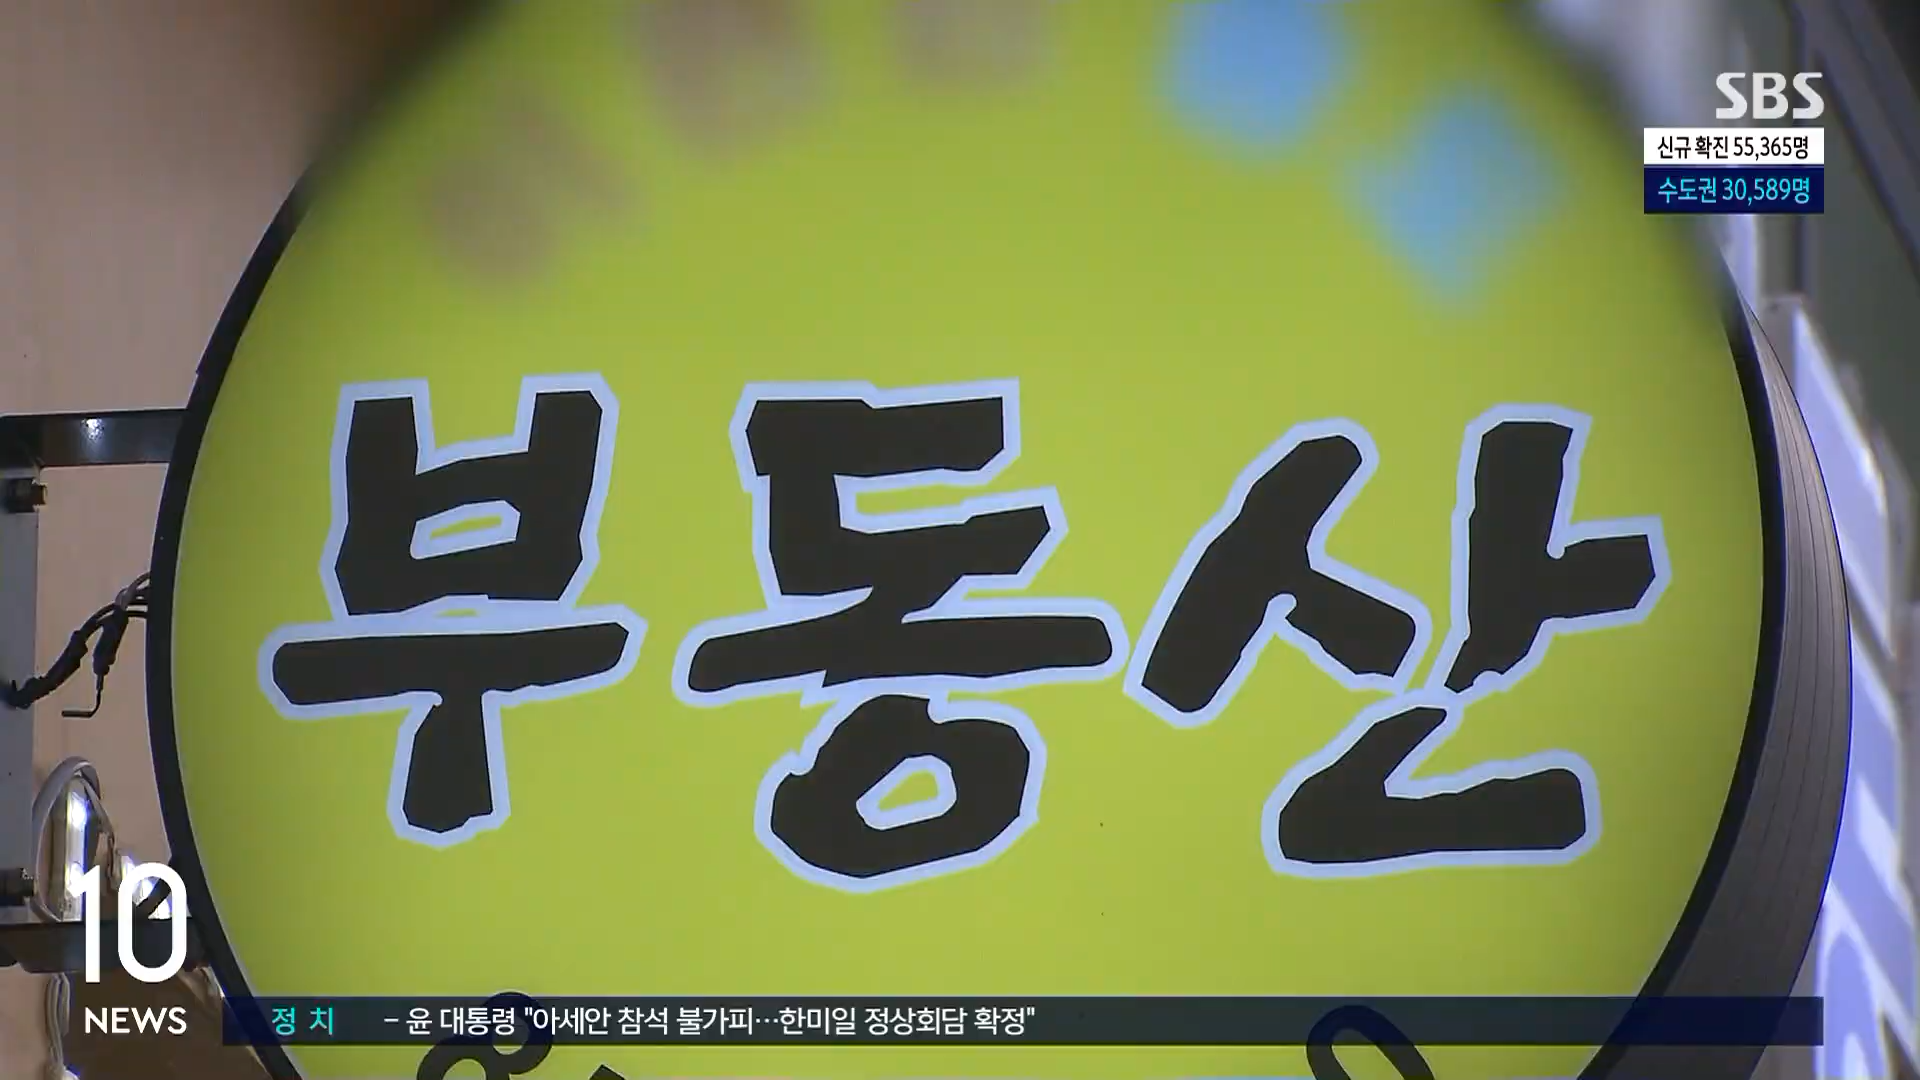 SBS
신규 확진 55,365명
수도권 30,589명
부동산
10
NEWS
정 치 - 윤 대통령 "아세안 참석 불가피…한미일 정상회담 확정"